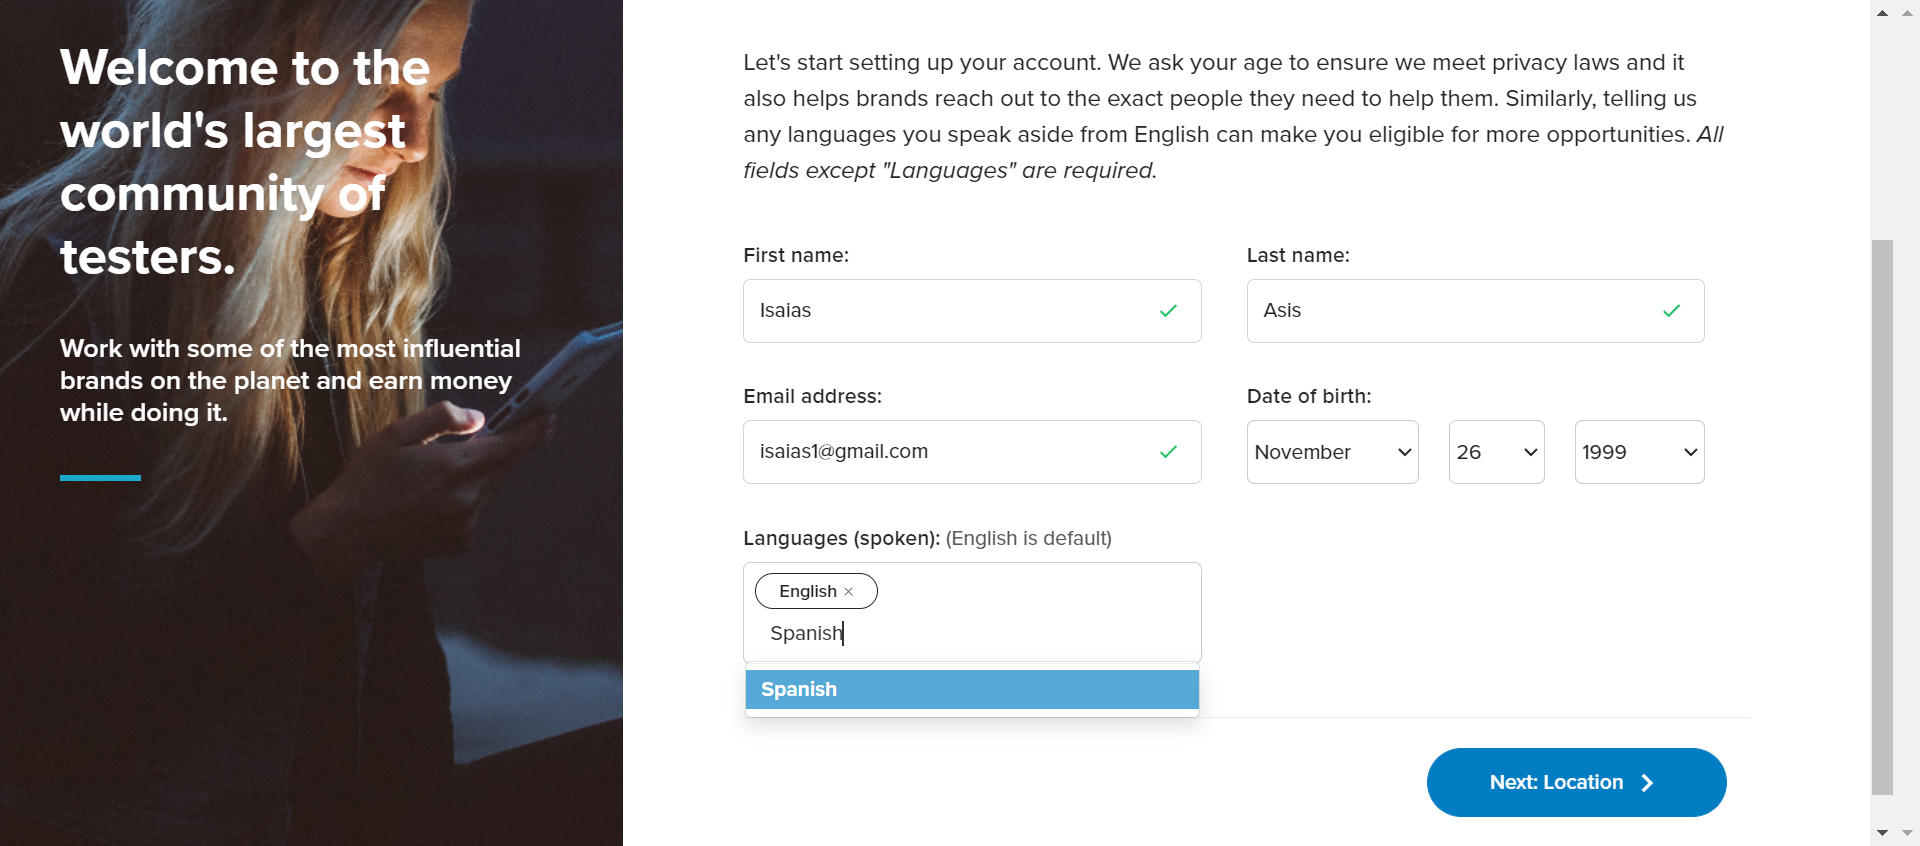 Welcome to the
world's largest
community of
testers.
Work with some of the most influential
brands on the planet and earn money
while doing it.
Let's start setting up your account. We ask your age to ensure we meet privacy laws and it
also helps brands reach out to the exact people they need to help them. Similarly, telling us
any languages you speak aside from English can make you eligible for more opportunities. All
fields except "Languages" are required.
First name:
Last name:
Isaias
Asis
Email address:
Date of birth:
isaias1@gmail.com
November
26
1999
Languages (spoken): (English is default)
English ×
Spanish
Spanish
Next: Location